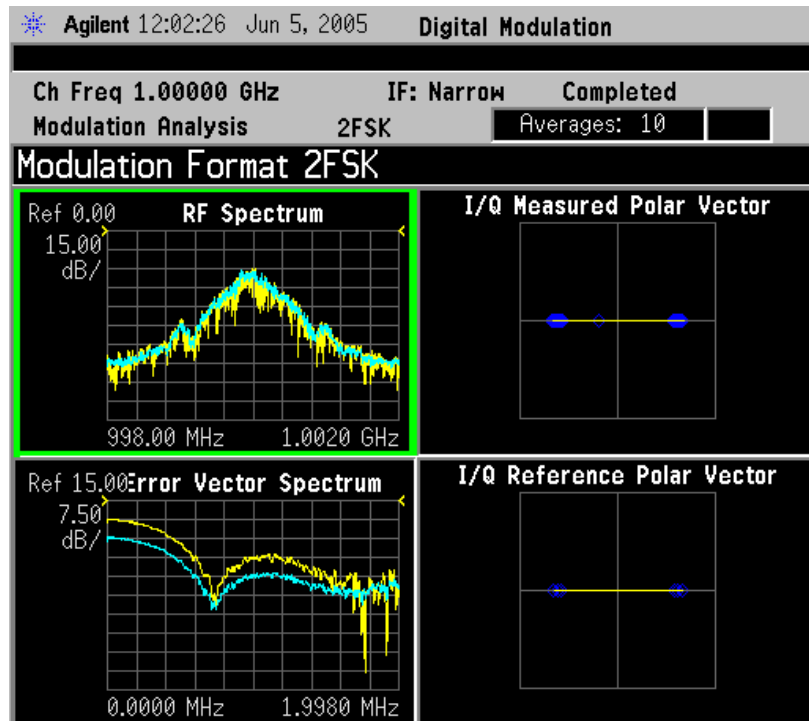 Agilent 12:02:26 Jun 5, 2005 Digital Modulation
Ch Freq 1.00000 GHz IF: Narrow Completed
Modulation Analysis 2FSK Averages: 10
Modulation Format 2FSK
Ref 0.00 RF Spectrum
15.00
dB/
998.00 MHz 1.0020 GHz
I/Q Measured Polar Vector
Ref 15.00 Error Vector Spectrum
7.50
dB/
0.0000 MHz 1.9980 MHz
I/Q Reference Polar Vector